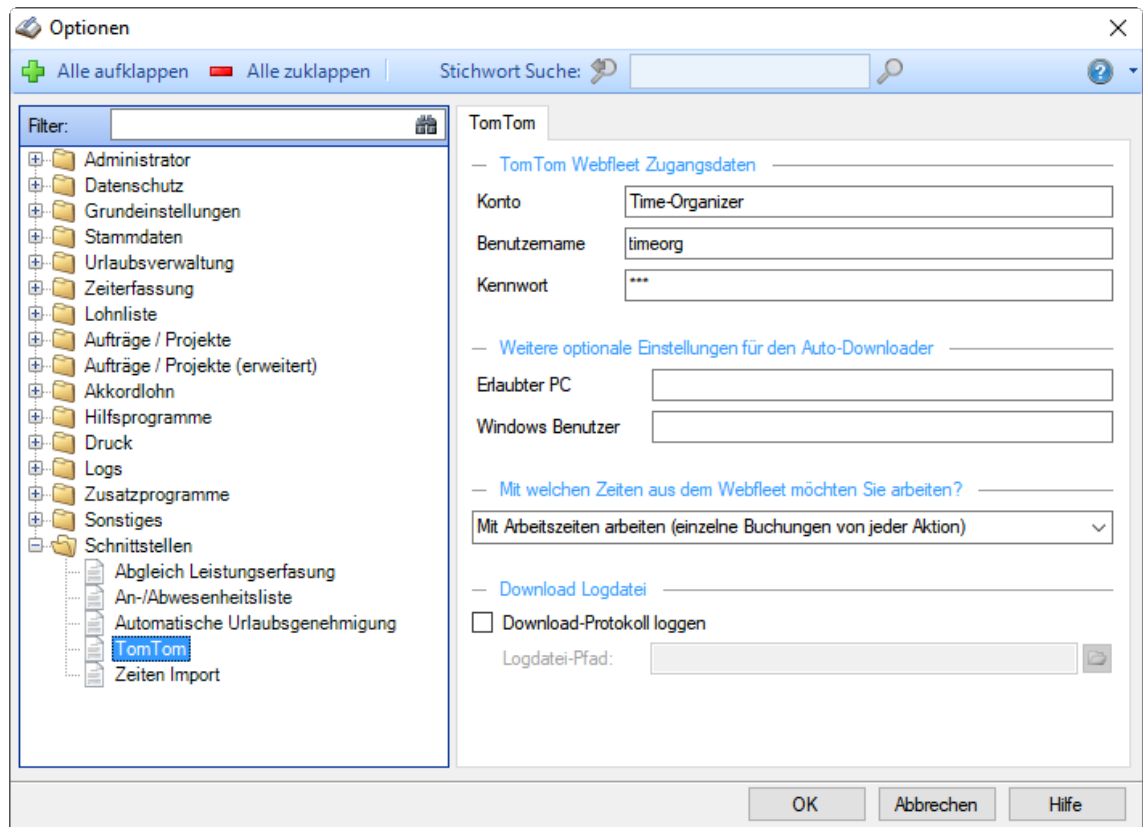 Optionen
Alle aufklappen
Alle zuklappen
Stichwort Suche:
Filter:
Administrator
Datenschutz
Grundeinstellungen
Stammdaten
Urlaubsverwaltung
Zeiterfassung
Lohnliste
Aufträge / Projekte
Aufträge / Projekte (erweitert)
Akkordlohn
Hilfsprogramme
Druck
Logs
Zusatzprogramme
Sonstiges
Schnittstellen
Abgleich Leistungserfasung
An-/Abwesenheitsliste
Automatische Urlaubsgenehmigung
TomTom
Zeiten Import
TomTom
TomTom Webfleet Zugangsdaten
Konto Time-Organizer
Benutzername timeorg
Kennwort ***
Weitere optionale Einstellungen für den Auto-Downloader
Erlaubter PC
Windows Benutzer
Mit welchen Zeiten aus dem Webfleet möchten Sie arbeiten?
Mit Arbeitszeiten arbeiten (einzelne Buchungen von jeder Aktion)
Download Logdatei
Download-Protokoll loggen
Logdatei-Pfad:
OK Abbrechen Hilfe